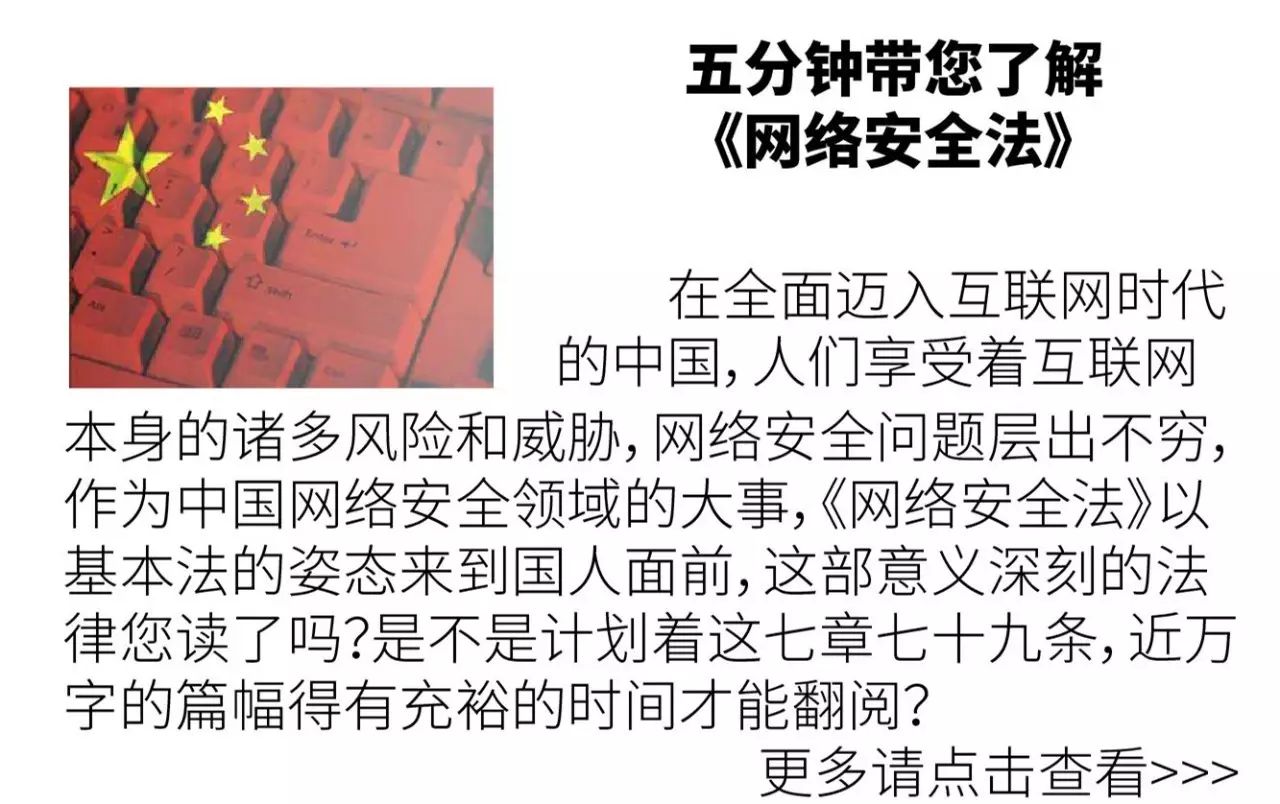 五分钟带您了解
《网络安全法》
Enter
Shift
Alt
在全面迈入互联网时代
的中国，人们享受着互联网
本身的诸多风险和威胁，网络安全问题层出不穷，
作为中国网络安全领域的大事，《网络安全法》以
基本法的姿态来到国人面前，这部意义深刻的法
律您读了吗？是不是计划着这七章七十九条，近万
字的篇幅得有充裕的时间才能翻阅？
更多请点击查看>>>